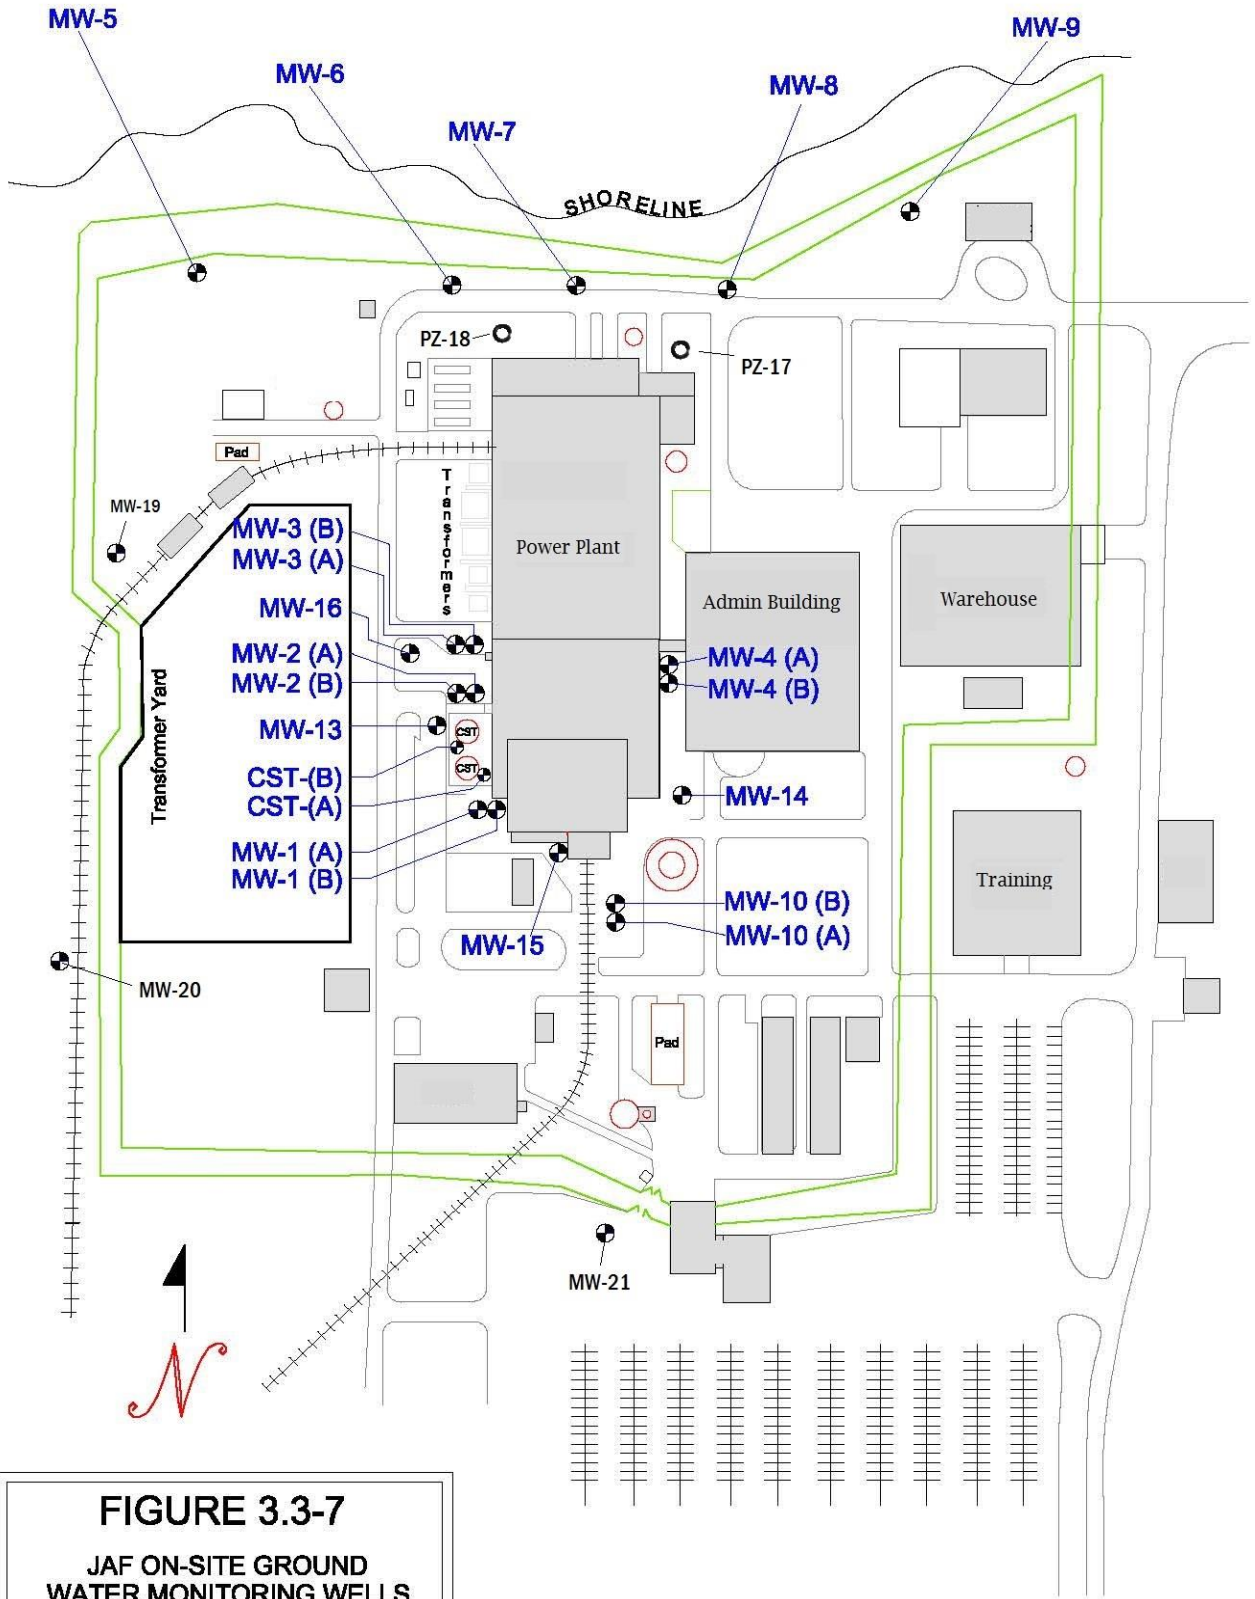 MW-5
MW-9
MW-6
MW-8
MW-7
SHORELINE
PZ-18
PZ-17
Pad
Transformers
MW-19
MW-3 (B)
MW-3 (A)
Power Plant
Admin Building
Warehouse
MW-16
MW-2 (A)
MW-2 (B)
MW-4 (A)
MW-4 (B)
Transformer Yard
MW-13
CST
CST
CST-(B)
CST-(A)
MW-14
MW-1 (A)
MW-1 (B)
Training
MW-10 (B)
MW-10 (A)
MW-15
MW-20
Pad
MW-21
N
FIGURE 3.3-7
JAF ON-SITE GROUND
WATER MONITORING WELLS